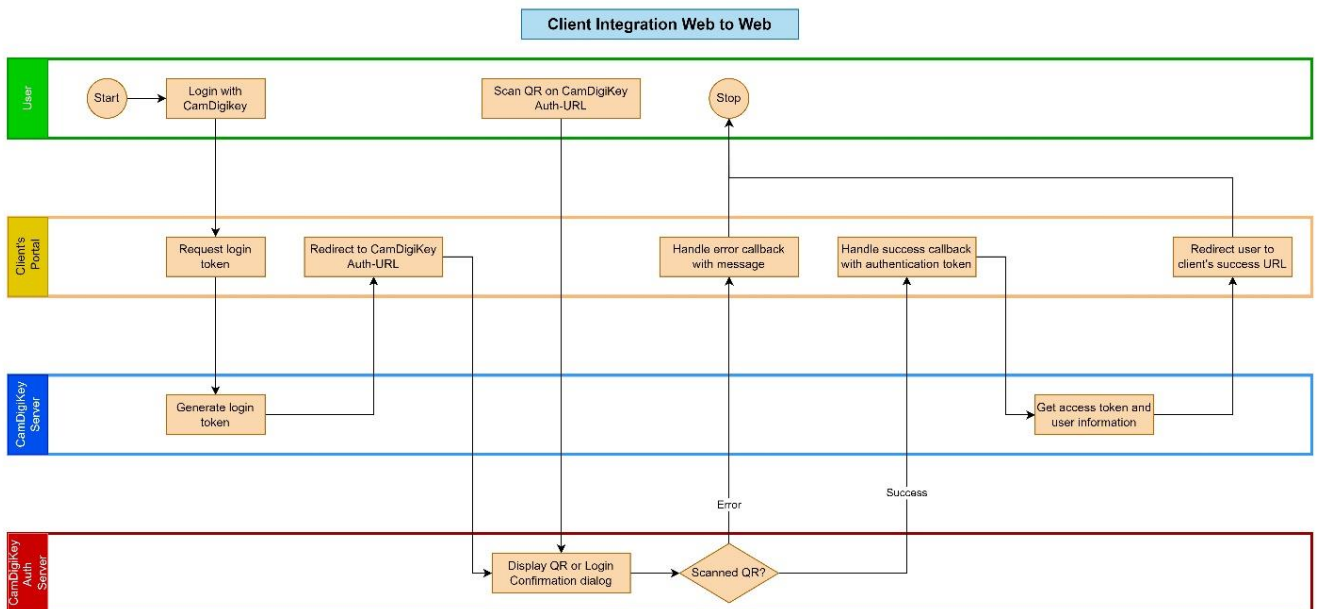 Client Integration Web to Web
User
Start
Login with
CamDigikey
Scan QR on CamDigiKey
Auth-URL
Stop
Client's
Portal
Request login
token
Redirect to CamDigiKey
Auth-URL
Handle error callback
with message
Handle success callback
with authentication token
Redirect user to
client's success URL
CamDigiKey
Server
Generate login
token
Get access token and
user information
Error
Success
CamDigiKey
Auth
Server
Display QR or Login
Confirmation dialog
Scanned QR?